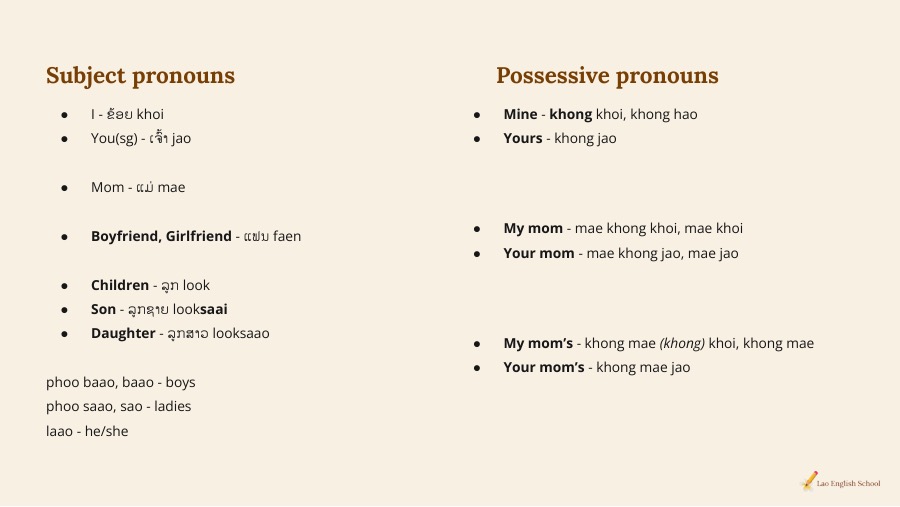 Subject pronouns
● I - ຂ້ອຍ khoi
● You(sg) - ເຈົ້າ jao
● Mom - ແມ່ mae
● Boyfriend, Girlfriend - ແຟນ faen
● Children - ລູກ look
● Son - ລູກຊາຍ looksaai
● Daughter - ລູກສາວ looksaao
phoo baao, baao - boys
phoo saao, sao - ladies
laao - he/she
Possessive pronouns
● Mine - khong khoi, khong hao
● Yours - khong jao
● My mom - mae khong khoi, mae khoi
● Your mom - mae khong jao, mae jao
● My mom’s - khong mae (khong) khoi, khong mae
● Your mom’s - khong mae jao
Lao English School